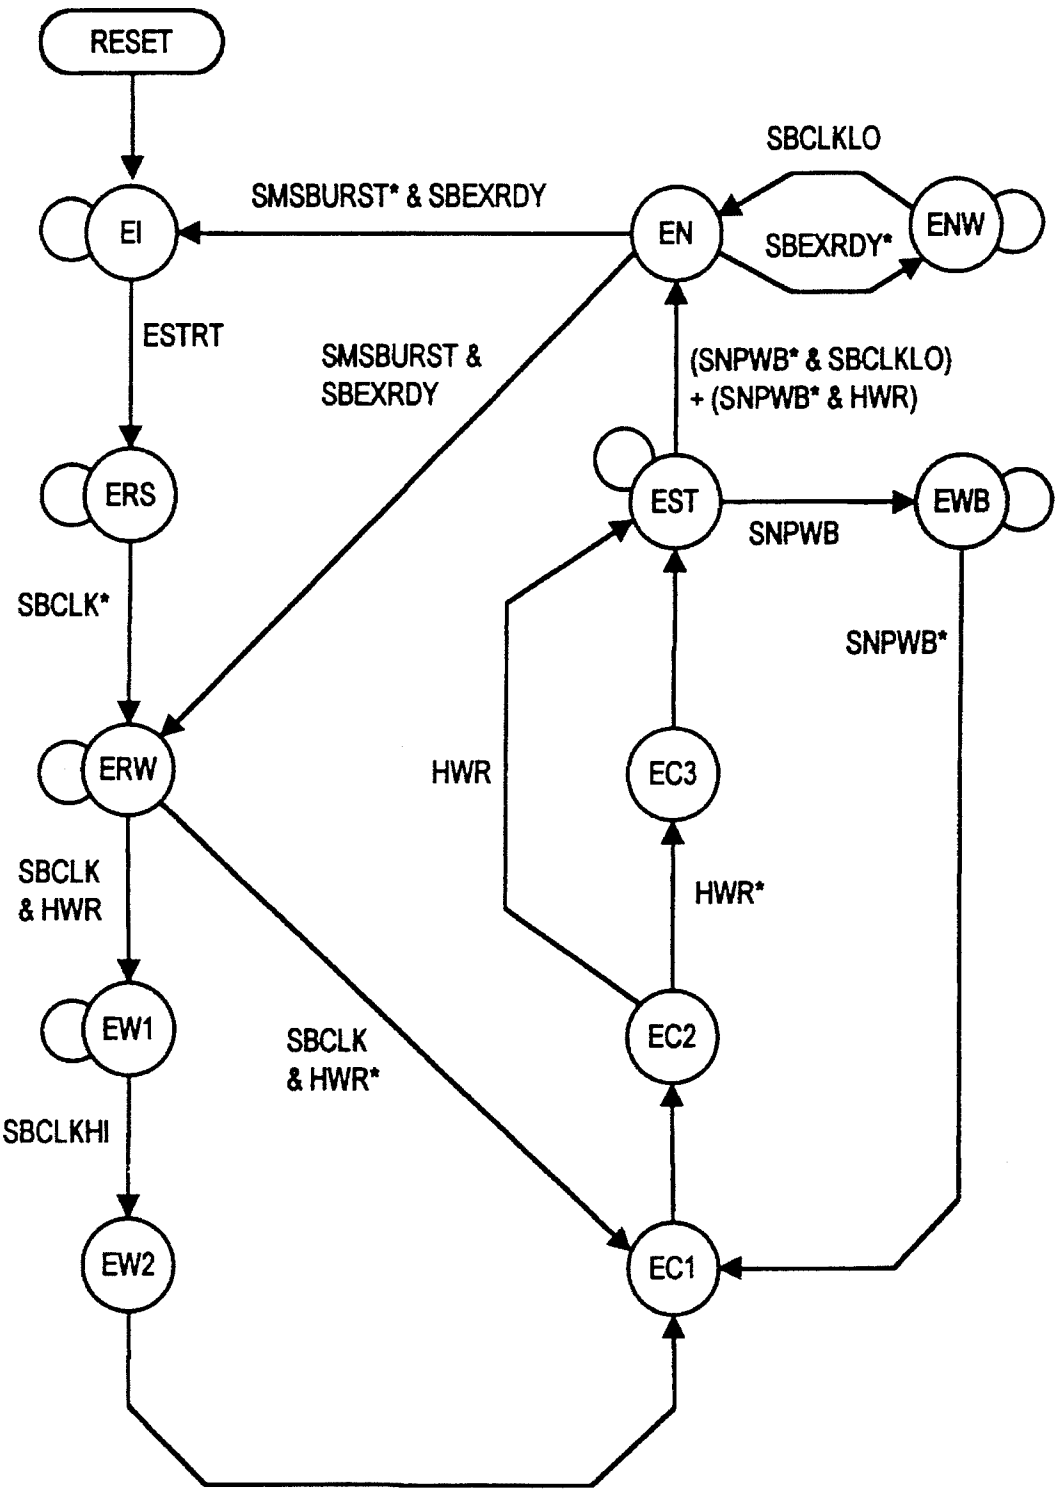 RESET
SBCLKLO
SMSBURST* & SBEXRDY
EI
EN
ENW
SBEXRDY*
ESTRT
SMSBURST &
SBEXRDY
(SNPWB* & SBCLKLO)
+ (SNPWB* & HWR)
ERS
EST
EWB
SNPWB
SBCLK*
SNPWB*
ERW
HWR
EC3
SBCLK
& HWR
HWR*
EW1
EC2
SBCLK
& HWR*
SBCLKHI
EW2
EC1